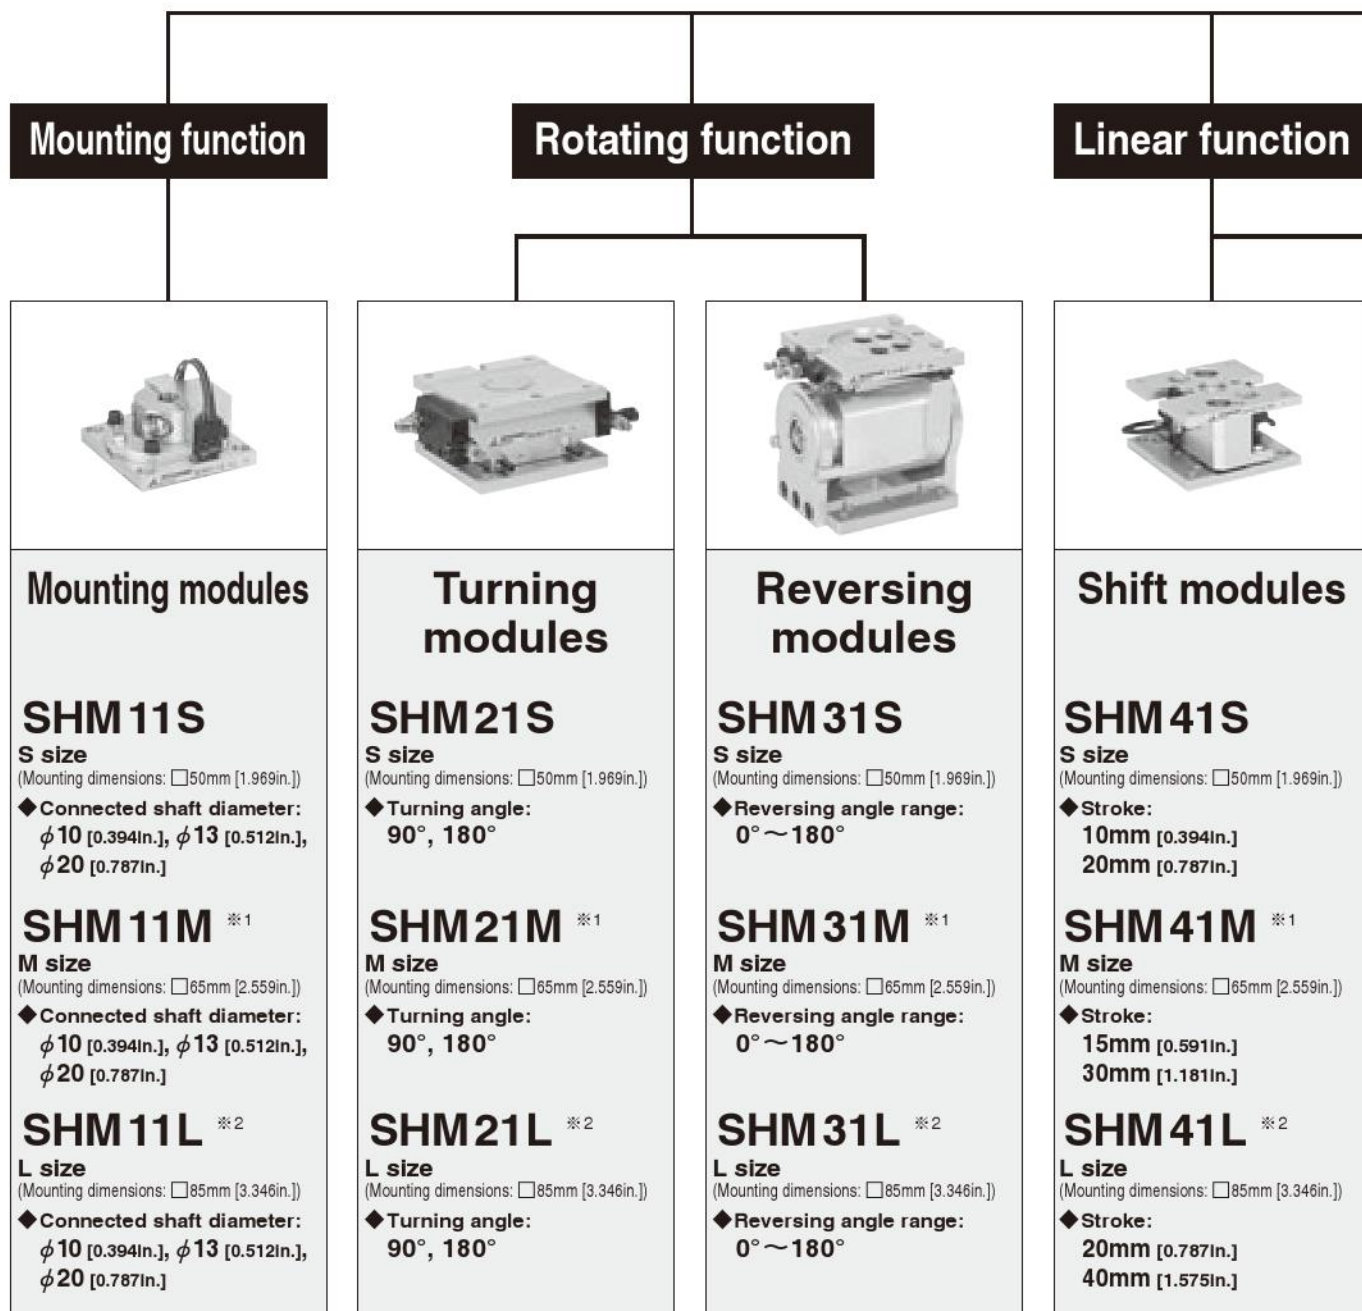 Mounting function
Rotating function
Linear function
Mounting modules
SHM11S
S size
(Mounting dimensions: □50mm [1.969in.])
◆Connected shaft diameter:
φ10 [0.394in.], φ13 [0.512in.],
φ20 [0.787in.]
SHM11M ※1
M size
(Mounting dimensions: □65mm [2.559in.])
◆Connected shaft diameter:
φ10 [0.394in.], φ13 [0.512in.],
φ20 [0.787in.]
SHM11L ※2
L size
(Mounting dimensions: □85mm [3.346in.])
◆Connected shaft diameter:
φ10 [0.394in.], φ13 [0.512in.],
φ20 [0.787in.]
Turning
modules
SHM21S
S size
(Mounting dimensions: □50mm [1.969in.])
◆Turning angle:
90°, 180°
SHM21M ※1
M size
(Mounting dimensions: □65mm [2.559in.])
◆Turning angle:
90°, 180°
SHM21L ※2
L size
(Mounting dimensions: □85mm [3.346in.])
◆Turning angle:
90°, 180°
Reversing
modules
SHM31S
S size
(Mounting dimensions: □50mm [1.969in.])
◆Reversing angle range:
0°～180°
SHM31M ※1
M size
(Mounting dimensions: □65mm [2.559in.])
◆Reversing angle range:
0°～180°
SHM31L ※2
L size
(Mounting dimensions: □85mm [3.346in.])
◆Reversing angle range:
0°～180°
Shift modules
SHM41S
S size
(Mounting dimensions: □50mm [1.969in.])
◆Stroke:
10mm [0.394in.]
20mm [0.787in.]
SHM41M ※1
M size
(Mounting dimensions: □65mm [2.559in.])
◆Stroke:
15mm [0.591in.]
30mm [1.181in.]
SHM41L ※2
L size
(Mounting dimensions: □85mm [3.346in.])
◆Stroke:
20mm [0.787in.]
40mm [1.575in.]